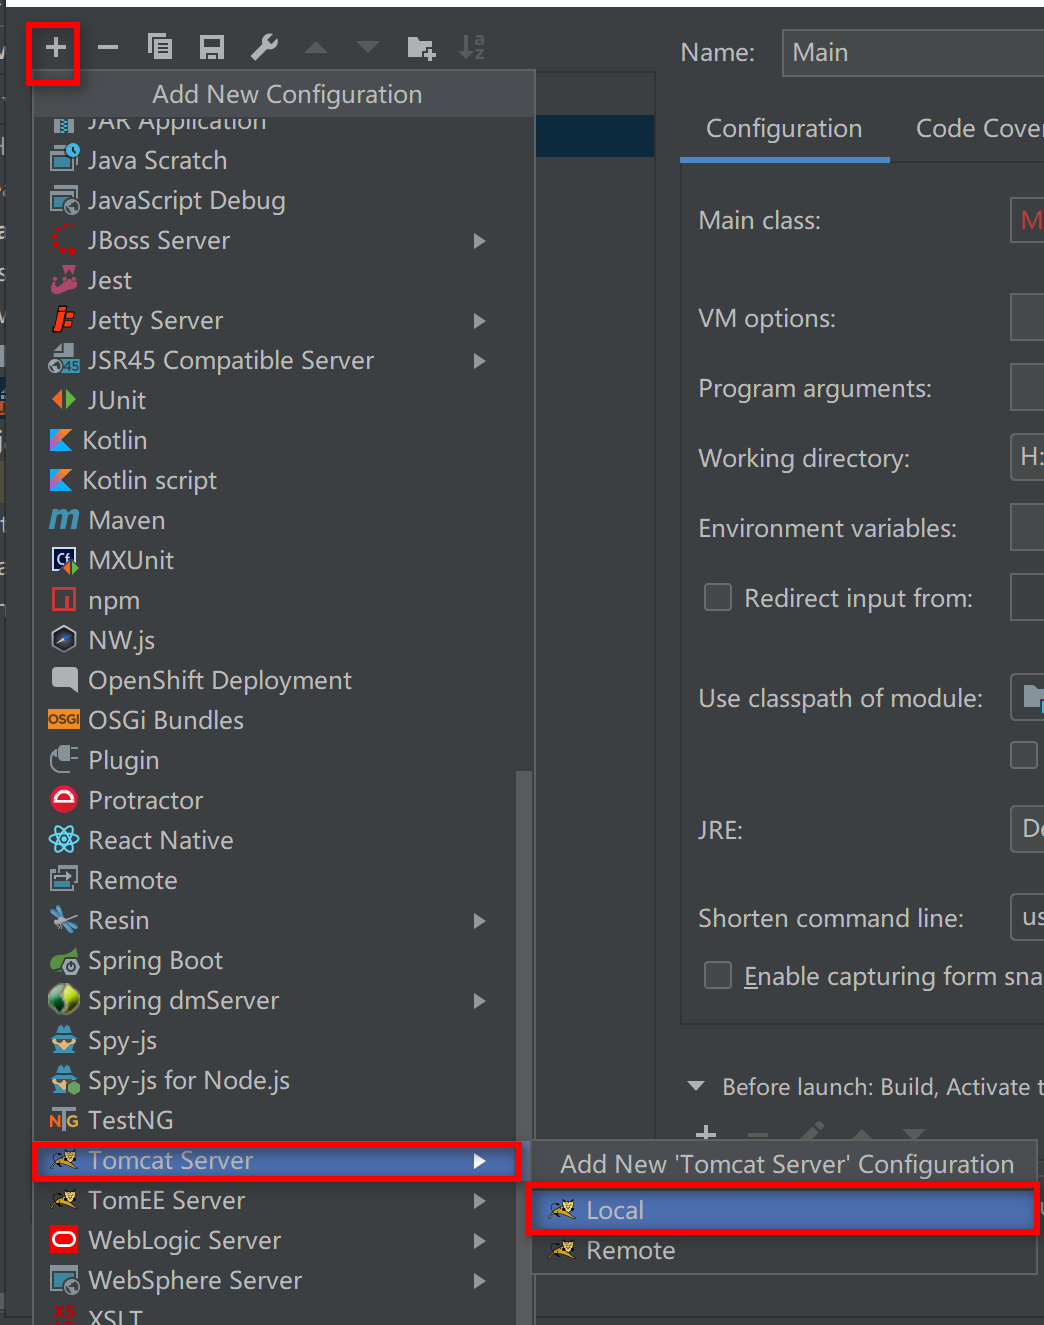 Name:
Main
Add New Configuration
JAR Application
Java Scratch
JavaScript Debug
JBoss Server
Jest
Jetty Server
JSR45 Compatible Server
JUnit
Kotlin
Kotlin script
Maven
MXUnit
npm
NW.js
OpenShift Deployment
OSGi Bundles
Plugin
Protractor
React Native
Remote
Resin
Spring Boot
Spring dmServer
Spy-js
Spy-js for Node.js
TestNG
Tomcat Server
TomEE Server
WebLogic Server
WebSphere Server
XSLT
Configuration
Code Cover
Main class:
M
VM options:
Program arguments:
Working directory:
H:
Environment variables:
Redirect input from:
Use classpath of module:
JRE:
De
Shorten command line:
us
Enable capturing form sna
Before launch: Build, Activate t
Add New 'Tomcat Server' Configuration
Local
Remote